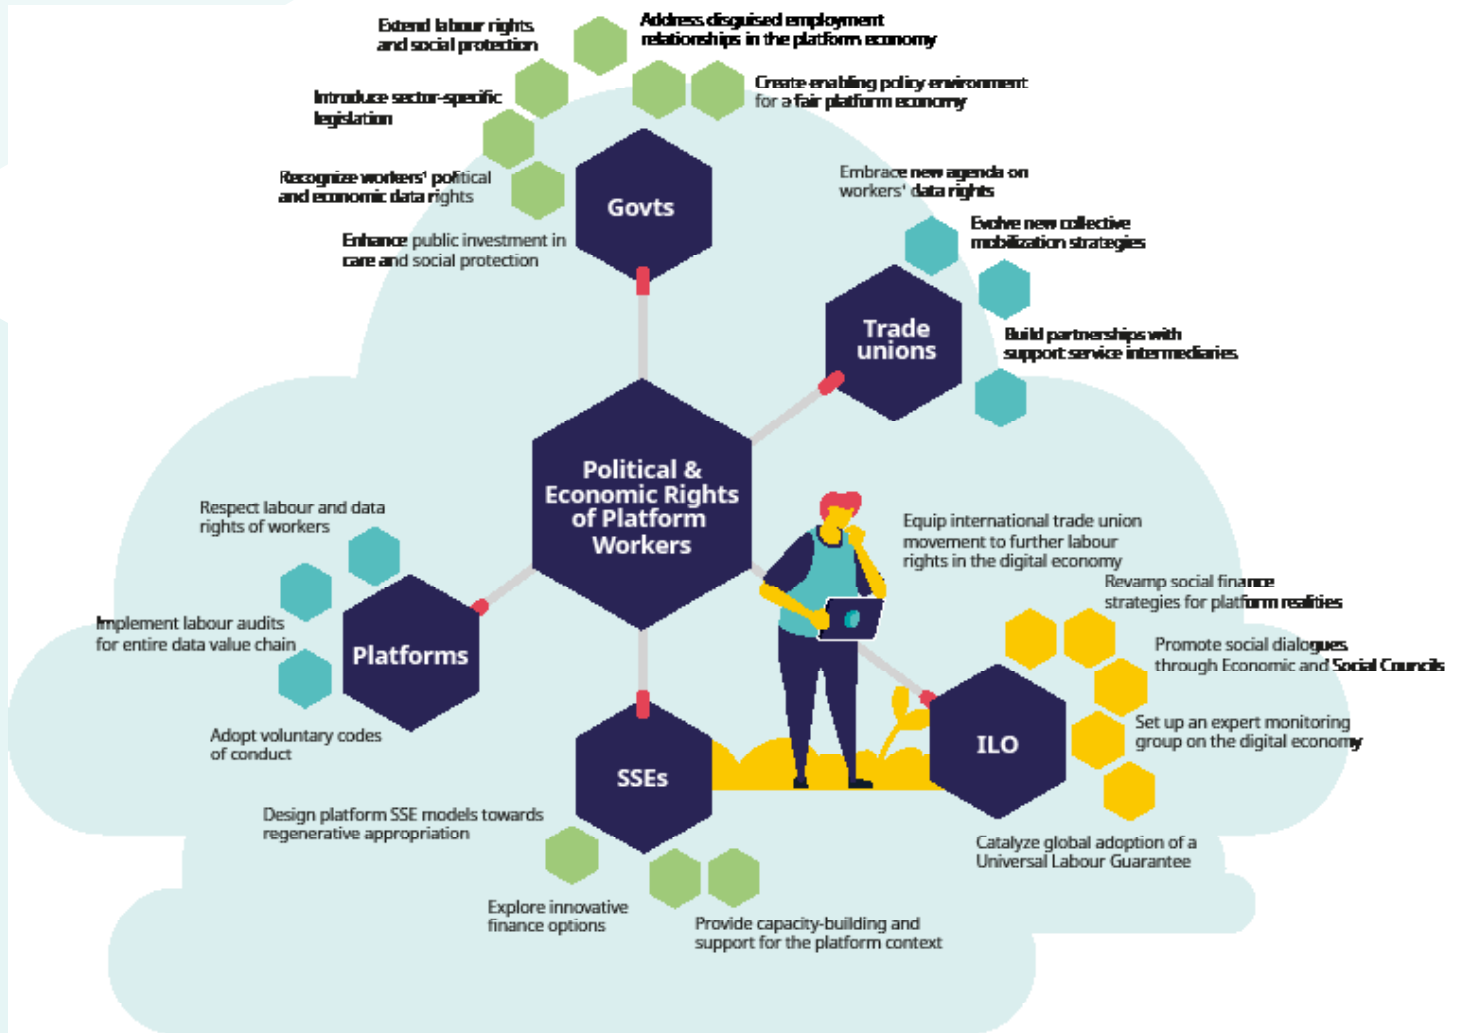 Extend labour rights
and social protection
Address disguised employment
relationships in the platform economy
Create enabling policy environment
for a fair platform economy
Introduce sector-specific
legislation
Recognize workers' political
and economic data rights
Enhance public investment in
care and social protection
Govts
Embrace new agenda on
workers' data rights
Evolve new collective
mobilization strategies
Build partnerships with
support service intermediaries
Trade
unions
Political &
Economic Rights
of Platform
Workers
Respect labour and data
rights of workers
Implement labour audits
for entire data value chain
Adopt voluntary codes
of conduct
Platforms
Equip international trade union
movement to further labour
rights in the digital economy
Revamp social finance
strategies for platform realities
Promote social dialogues
through Economic and Social Councils
Set up an expert monitoring
group on the digital economy
Catalyze global adoption of a
Universal Labour Guarantee
ILO
SSEs
Design platform SSE models towards
regenerative appropriation
Explore innovative
finance options
Provide capacity-building and
support for the platform context